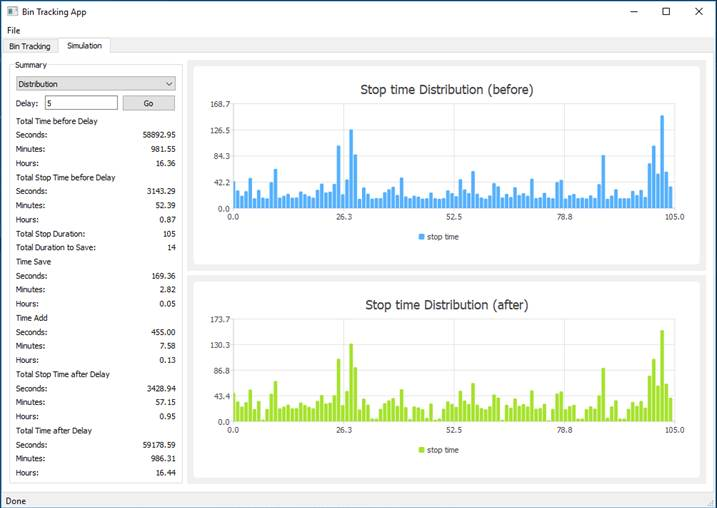 Bin Tracking App
File
Bin Tracking
Simulation
Summary
Distribution
Delay: 5 Go
Total Time before Delay
Seconds: 58892.95
Minutes: 981.55
Hours: 16.36
Total Stop Time before Delay
Seconds: 3143.29
Minutes: 52.39
Hours: 0.87
Total Stop Duration: 105
Total Duration to Save: 14
Time Save
Seconds: 169.36
Minutes: 2.82
Hours: 0.05
Time Add
Seconds: 455.00
Minutes: 7.58
Hours: 0.13
Total Stop Time after Delay
Seconds: 3428.94
Minutes: 57.15
Hours: 0.95
Total Time after Delay
Seconds: 59178.59
Minutes: 986.31
Hours: 16.44
Stop time Distribution (before)
168.7
126.5
84.3
42.2
0.0
0.0 26.3 52.5 78.8 105.0
stop time
Stop time Distribution (after)
173.7
130.3
86.8
43.4
0.0
0.0 26.3 52.5 78.8 105.0
stop time
Done